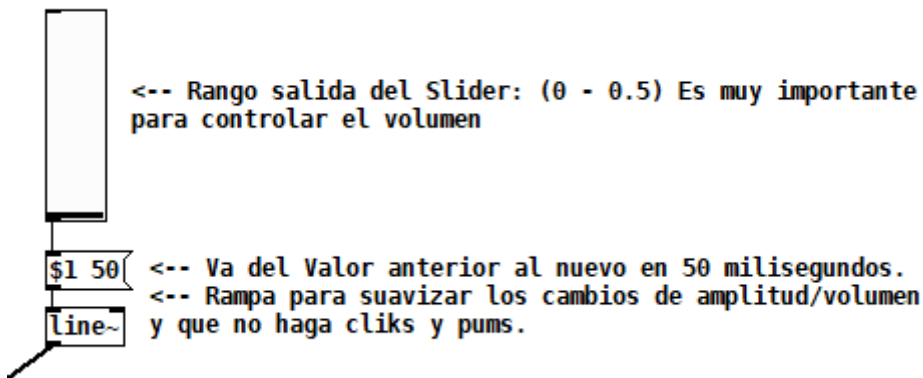 <-- Rango salida del Slider: (0 - 0.5) Es muy importante
para controlar el volumen
$1 50
<-- Va del Valor anterior al nuevo en 50 milisegundos.
<-- Rampa para suavizar los cambios de amplitud/volumen
line~
y que no haga cliks y pums.